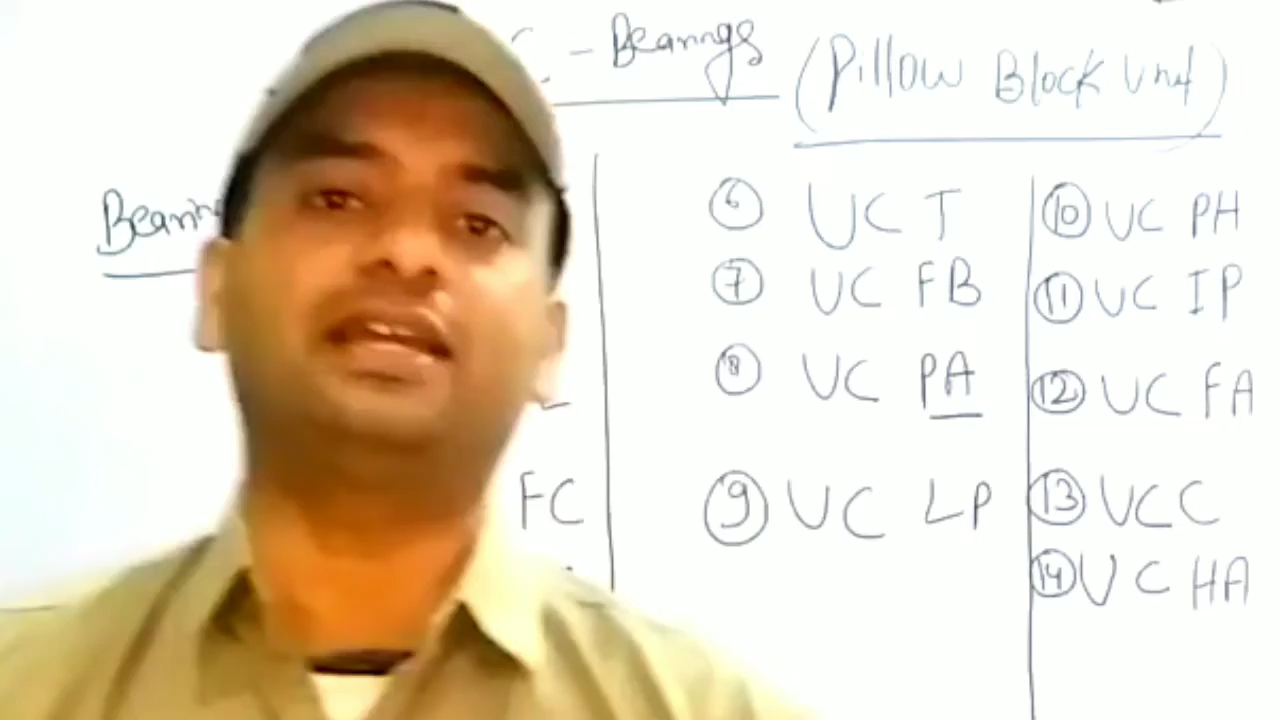 C - Bearings (Pillow Block Unit)
Bearin
FC
6 UC T
7 UC FB
8 UC PA
9 UC LP
10 UC PH
11 UC IP
12 UC FA
13 UCC
14 UC HA